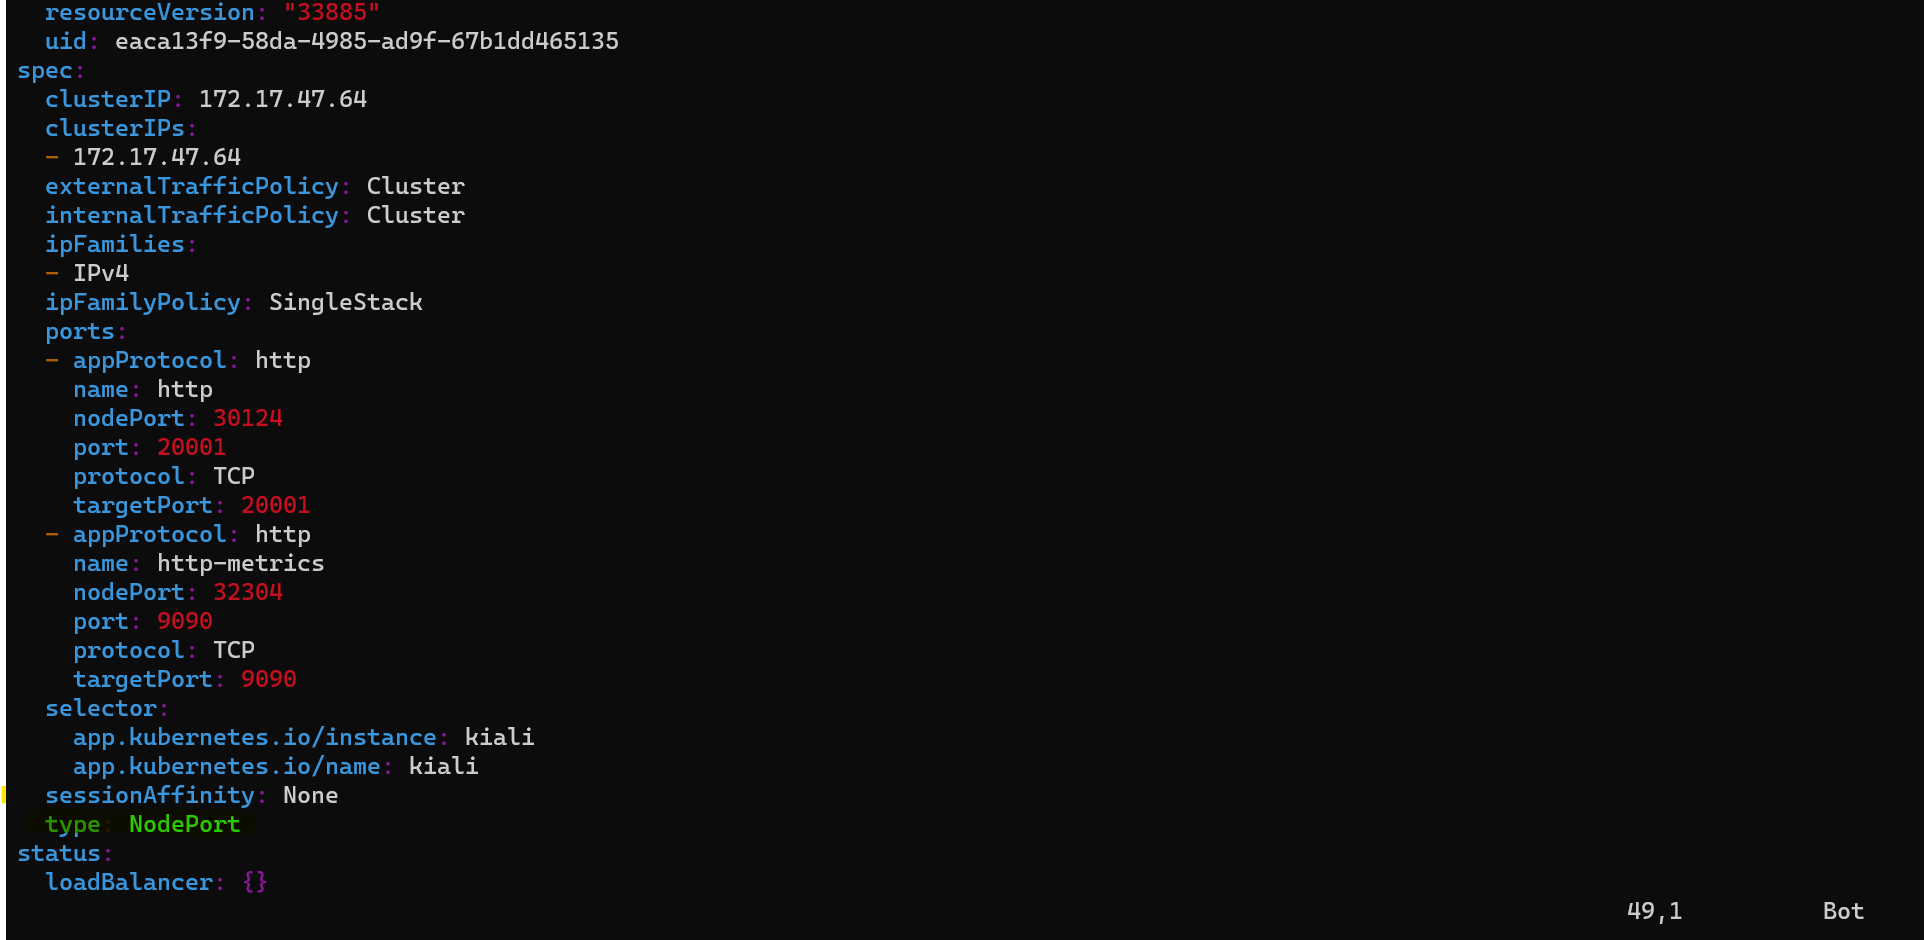 resourceVersion: "33885"
uid: eaca13f9-58da-4985-ad9f-67b1dd465135
spec:
clusterIP: 172.17.47.64
clusterIPs:
- 172.17.47.64
externalTrafficPolicy: Cluster
internalTrafficPolicy: Cluster
ipFamilies:
- IPv4
ipFamilyPolicy: SingleStack
ports:
- appProtocol: http
name: http
nodePort: 30124
port: 20001
protocol: TCP
targetPort: 20001
- appProtocol: http
name: http-metrics
nodePort: 32304
port: 9090
protocol: TCP
targetPort: 9090
selector:
app.kubernetes.io/instance: kiali
app.kubernetes.io/name: kiali
sessionAffinity: None
type: NodePort
status:
loadBalancer: {}
49,1 Bot